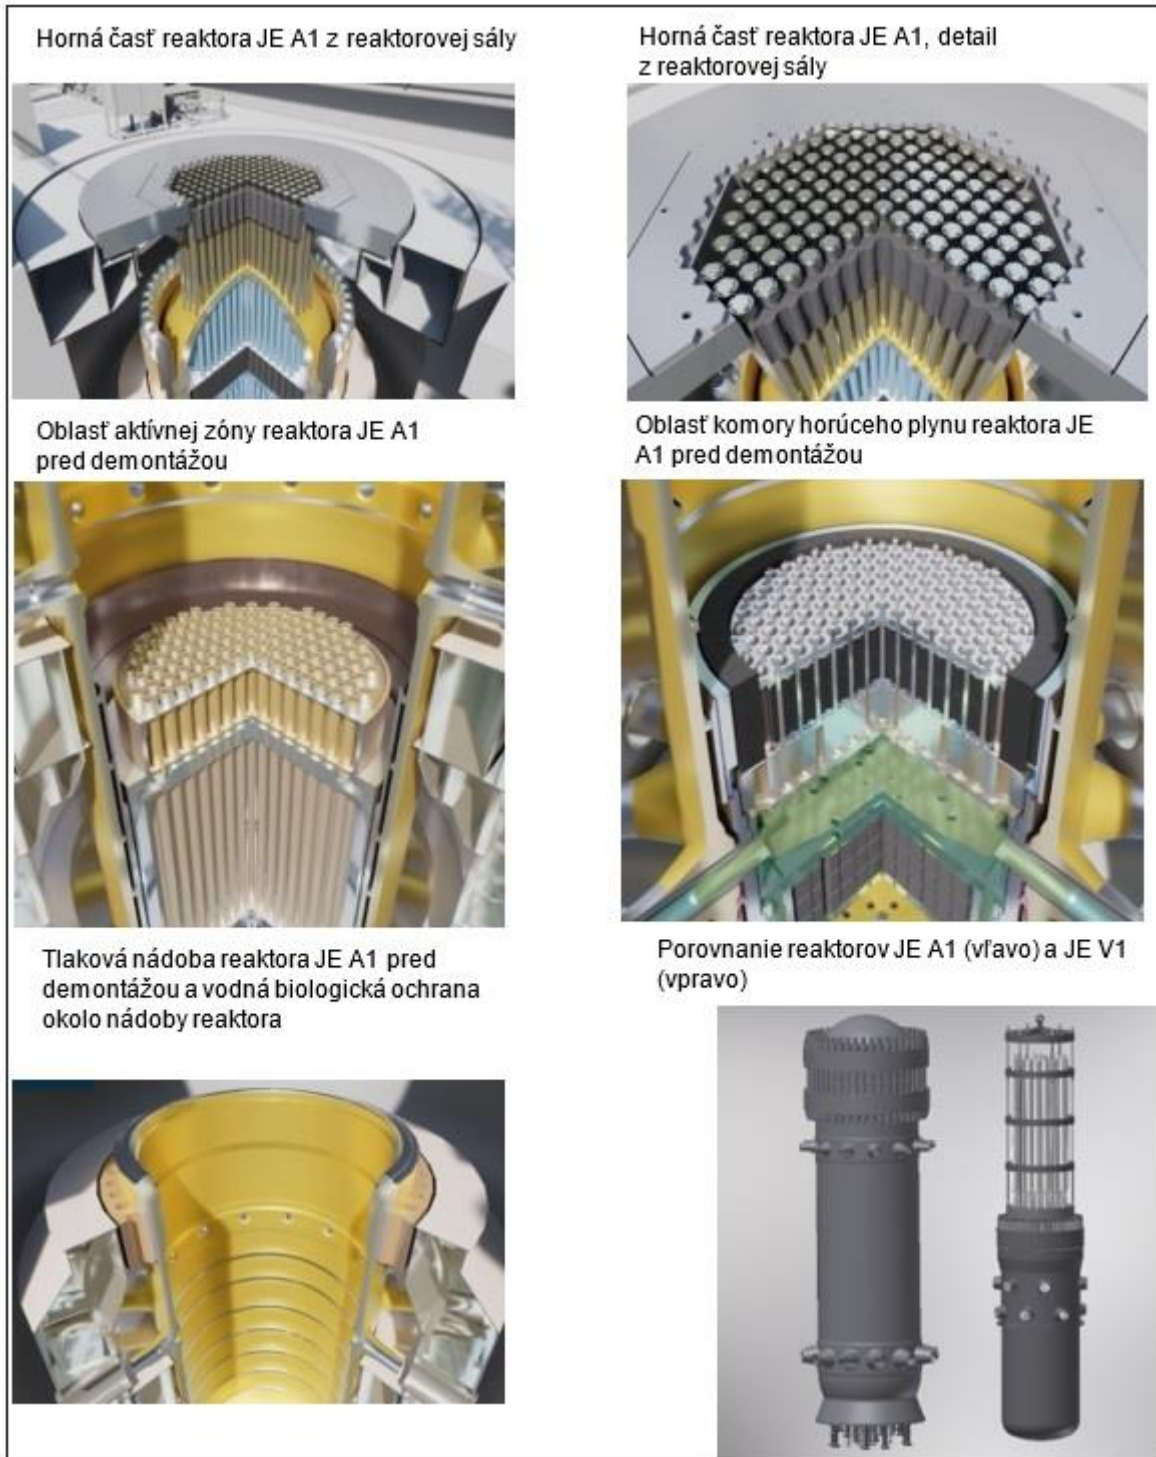 Horná časť reaktora JE A1 z reaktorovej sály
Horná časť reaktora JE A1, detail
z reaktorovej sály
Oblasť aktívnej zóny reaktora JE A1
pred demontážou
Oblasť komory horúceho plynu reaktora JE
A1 pred demontážou
Tlaková nádoba reaktora JE A1 pred
demontážou a vodná biologická ochrana
okolo nádoby reaktora
Porovnanie reaktorov JE A1 (vľavo) a JE V1
(vpravo)